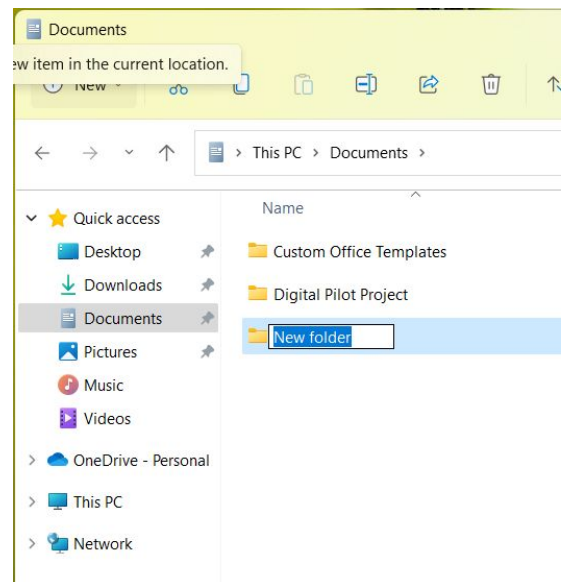 Documents
ew item in the current location.
New
This PC > Documents >
Name
Quick access
Desktop
Downloads
Documents
Pictures
Music
Videos
OneDrive - Personal
This PC
Network
Custom Office Templates
Digital Pilot Project
New folder